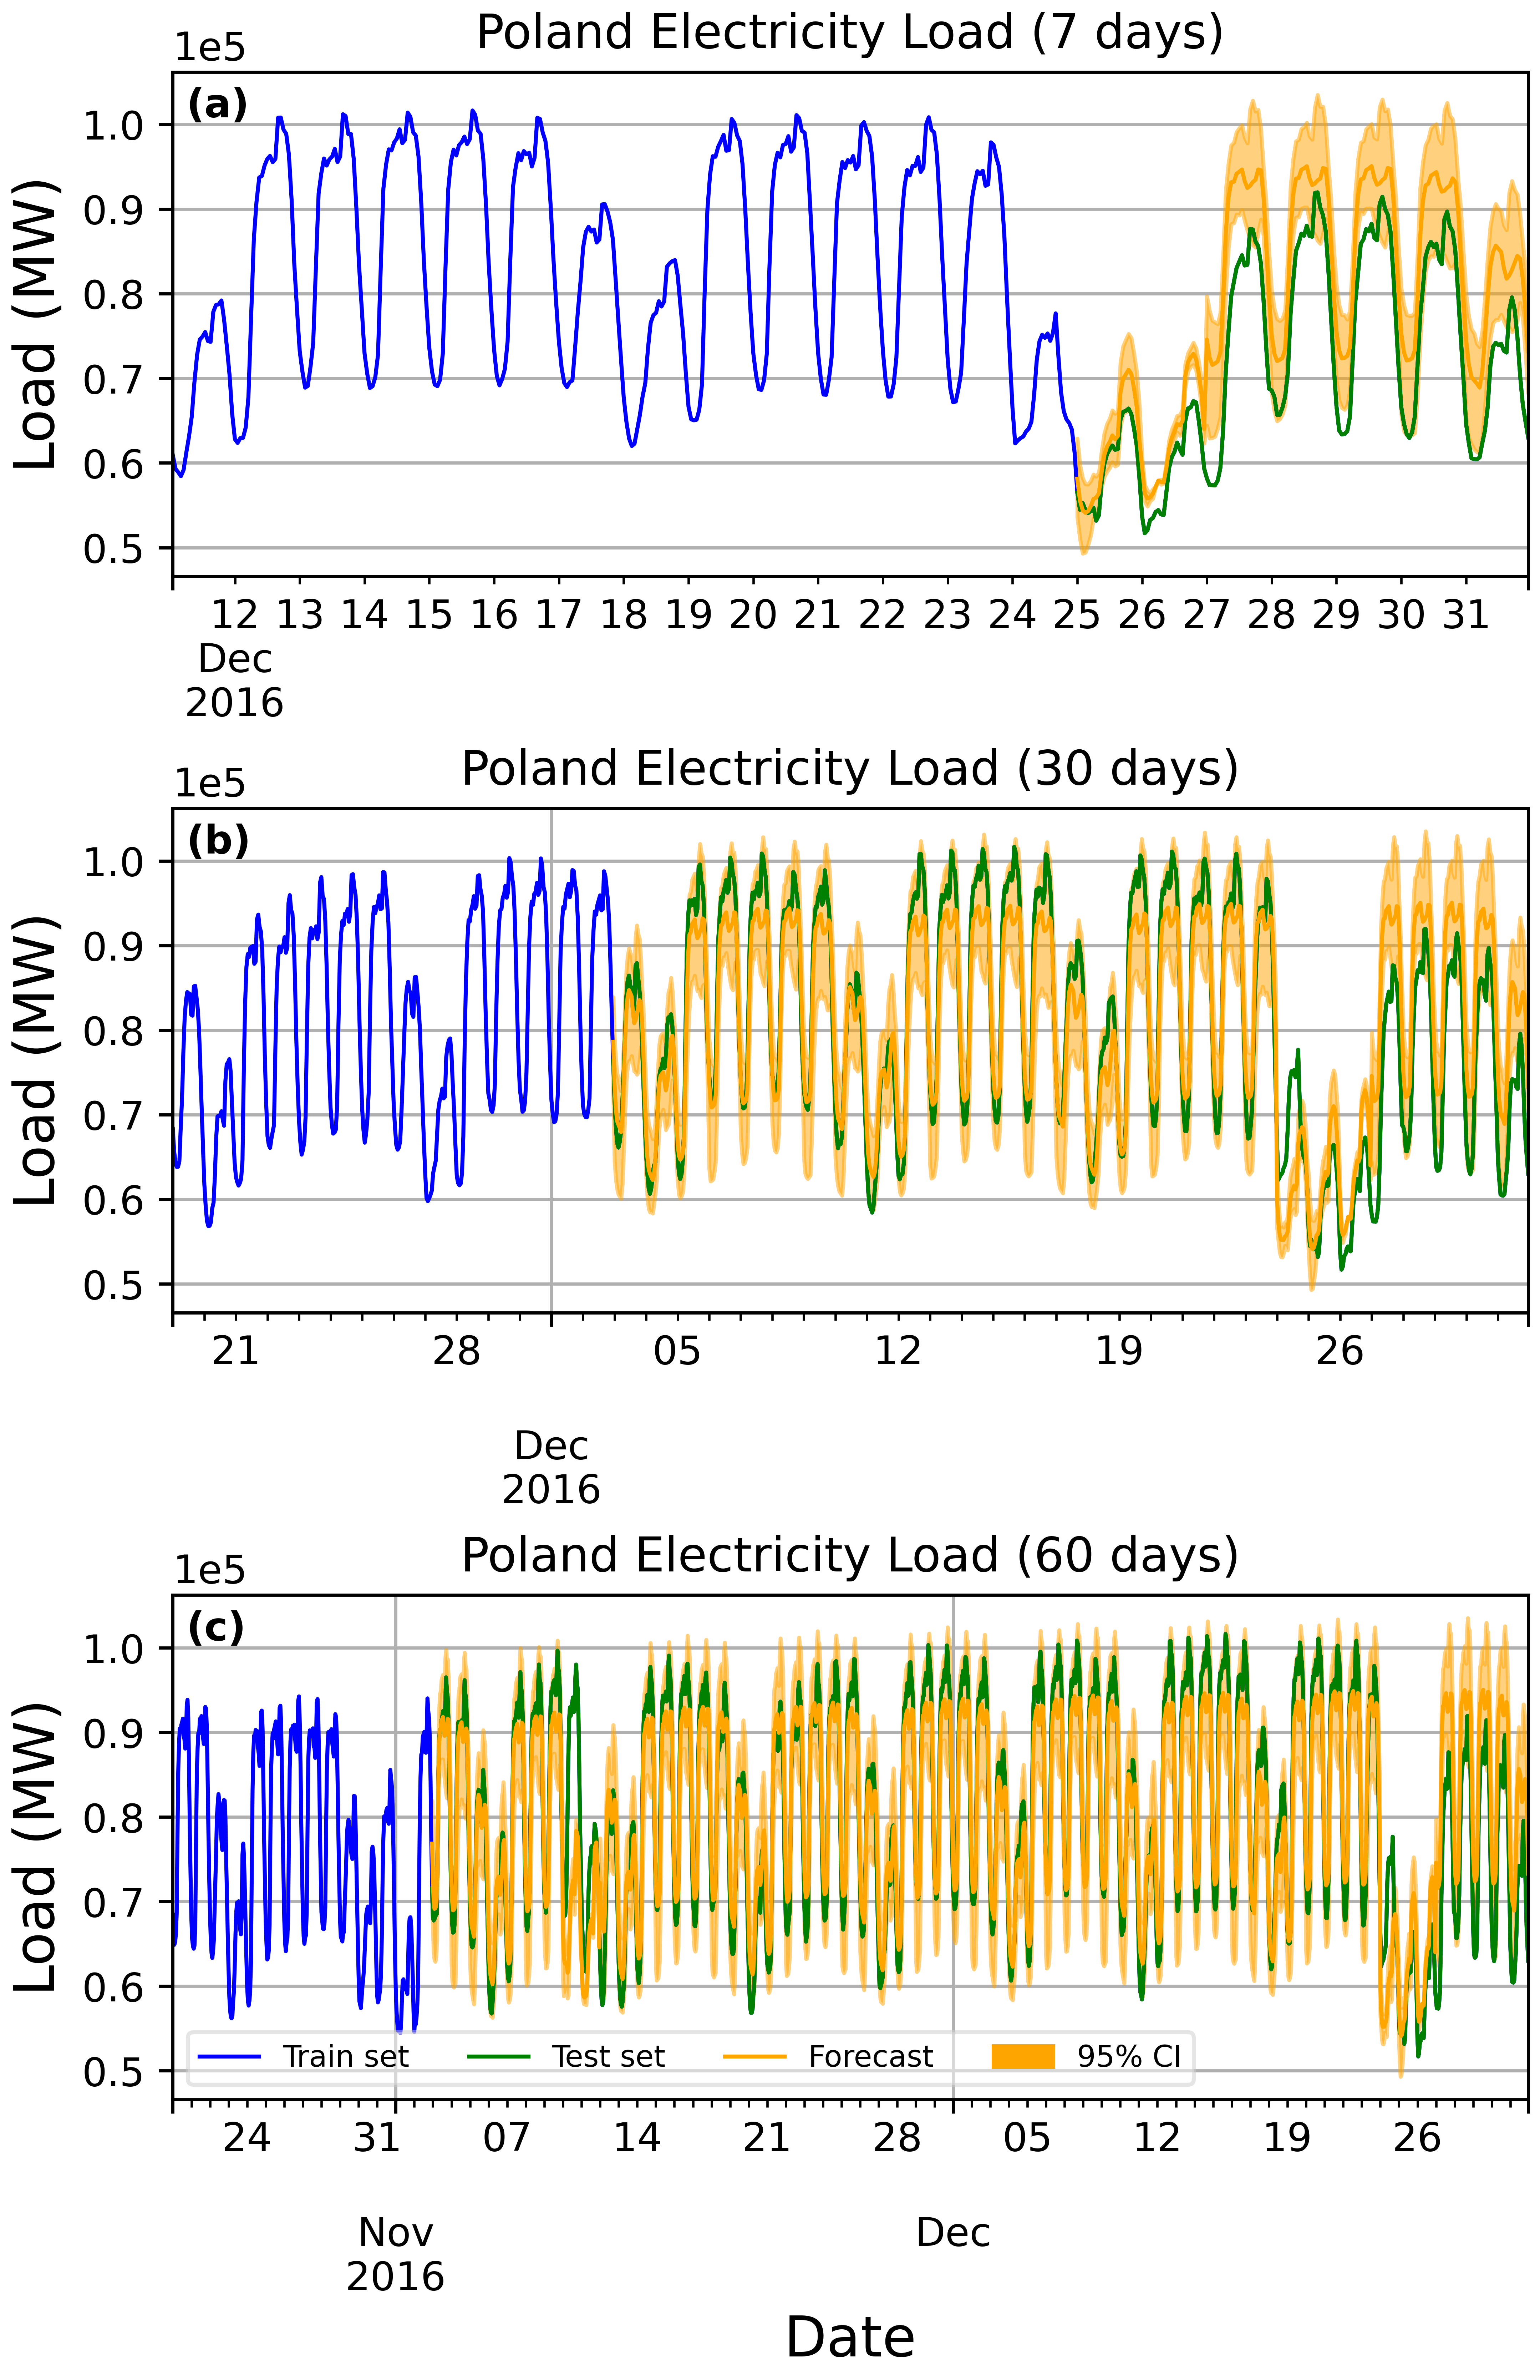 Poland Electricity Load (7 days)
1e5
(a)
1.0
0.9
0.8
0.7
0.6
0.5
Load (MW)
12 13 14 15 16 17 18 19 20 21 22 23 24 25 26 27 28 29 30 31
Dec
2016
Poland Electricity Load (30 days)
1e5
(b)
1.0
0.9
0.8
0.7
0.6
0.5
Load (MW)
21 28 05 12 19 26
Dec
2016
Poland Electricity Load (60 days)
1e5
(c)
1.0
0.9
0.8
0.7
0.6
0.5
Load (MW)
Train set Test set Forecast 95% CI
24 31 07 14 21 28 05 12 19 26
Nov Dec
2016
Date